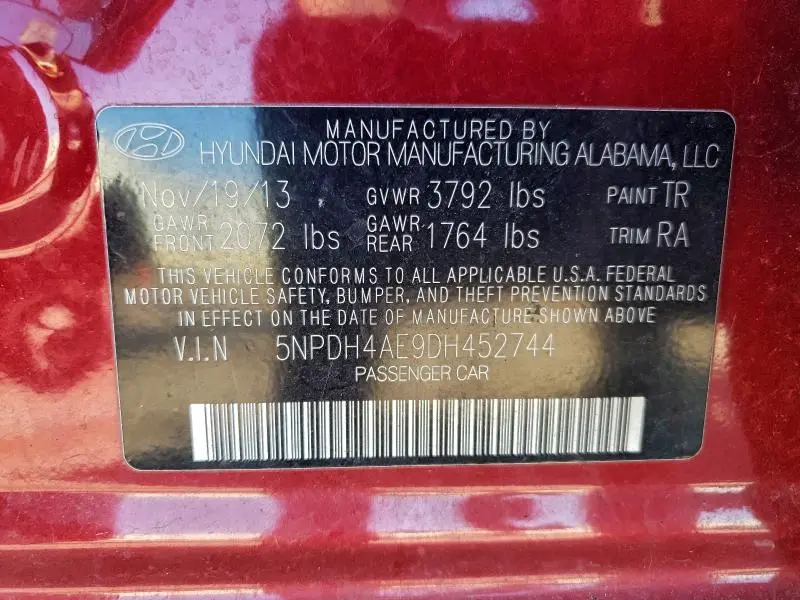 MANUFACTURED BY
HYUNDAI MOTOR MANUFACTURING ALABAMA, LLC
Nov/19/13 GVWR 3792 lbs PAINT TR
GAWR FRONT 2072 lbs GAWR REAR 1764 lbs TRIM RA
THIS VEHICLE CONFORMS TO ALL APPLICABLE U.S.A. FEDERAL
MOTOR VEHICLE SAFETY, BUMPER, AND THEFT PREVENTION STANDARDS
IN EFFECT ON THE DATE OF MANUFACTURE SHOWN ABOVE
V.I.N 5NPDH4AE9DH452744
PASSENGER CAR